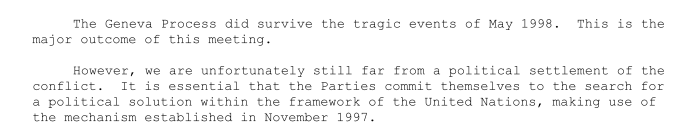 The Geneva Process did survive the tragic events of May 1998.  This is the
major outcome of this meeting.
However, we are unfortunately still far from a political settlement of the
conflict.  It is essential that the Parties commit themselves to the search for
a political solution within the framework of the United Nations, making use of
the mechanism established in November 1997.